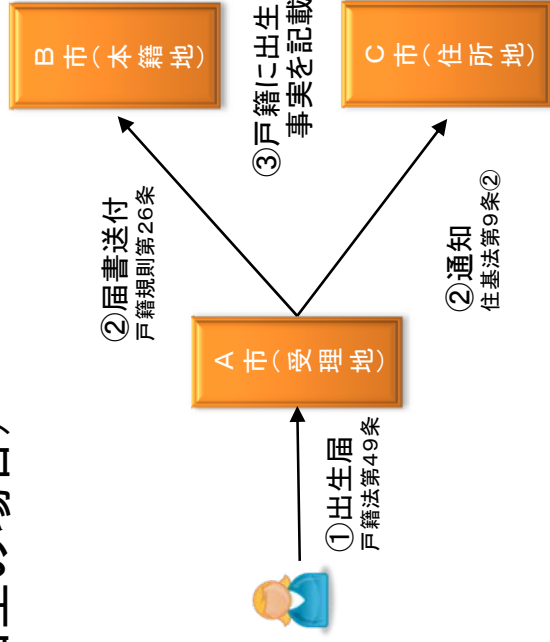 ①出生届
戸籍法第49条
A市(受理地)
②届書送付
戸籍規則第26条
②通知
住基法第9条②
B市(本籍地)
③戸籍に出生
事実を記載
C市(住所地)